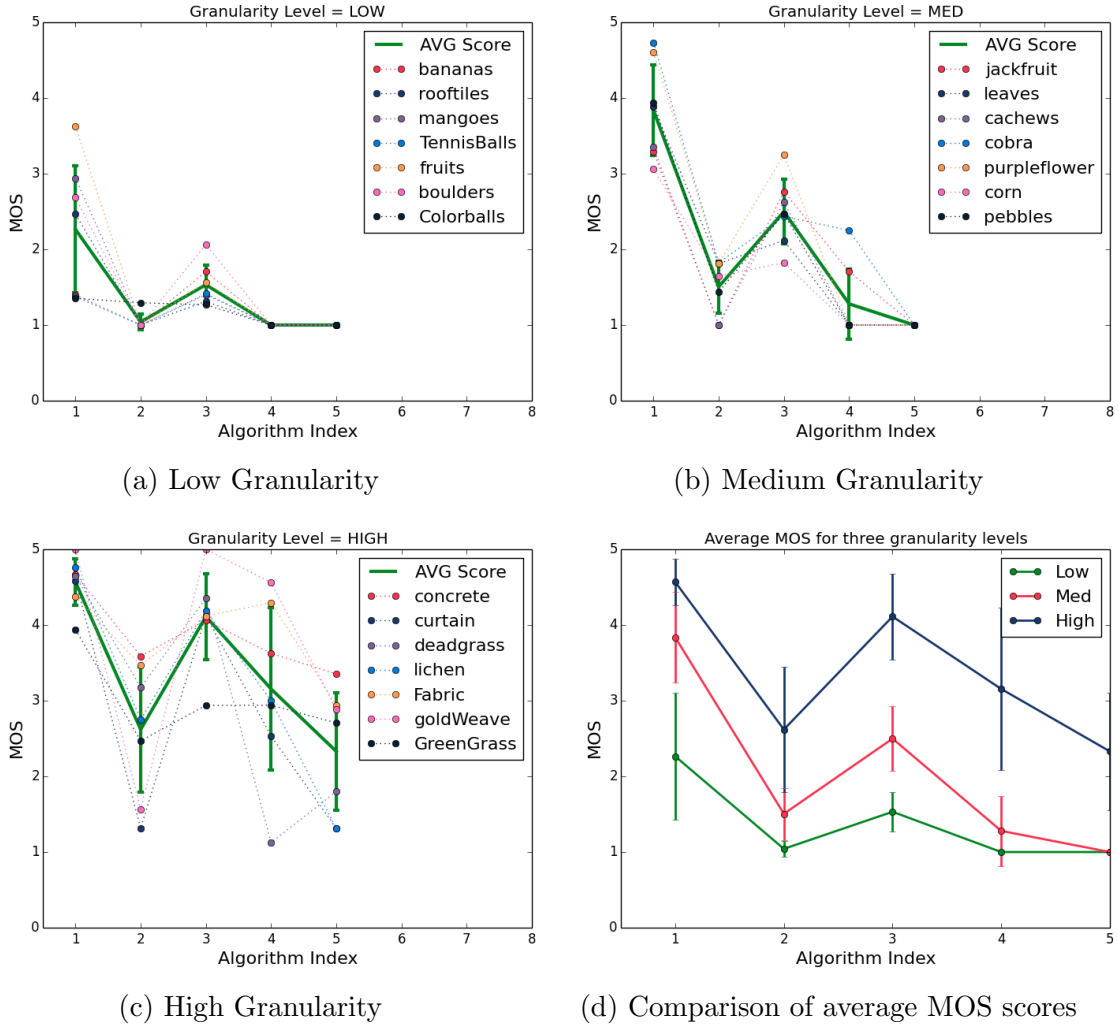 Granularity Level = LOW
5
4
3
2
1
0
MOS
AVG Score
bananas
rooftiles
mangoes
TennisBalls
fruits
boulders
Colorballs
1 2 3 4 5 6 7 8
Algorithm Index
(a) Low Granularity
Granularity Level = MED
5
4
3
2
1
0
MOS
AVG Score
jackfruit
leaves
cachews
cobra
purpleflower
corn
pebbles
1 2 3 4 5 6 7 8
Algorithm Index
(b) Medium Granularity
Granularity Level = HIGH
5
4
3
2
1
0
MOS
AVG Score
concrete
curtain
deadgrass
lichen
Fabric
goldWeave
GreenGrass
1 2 3 4 5 6 7 8
Algorithm Index
(c) High Granularity
Average MOS for three granularity levels
5
4
3
2
1
0
MOS
Low
Med
High
1 2 3 4 5
Algorithm Index
(d) Comparison of average MOS scores